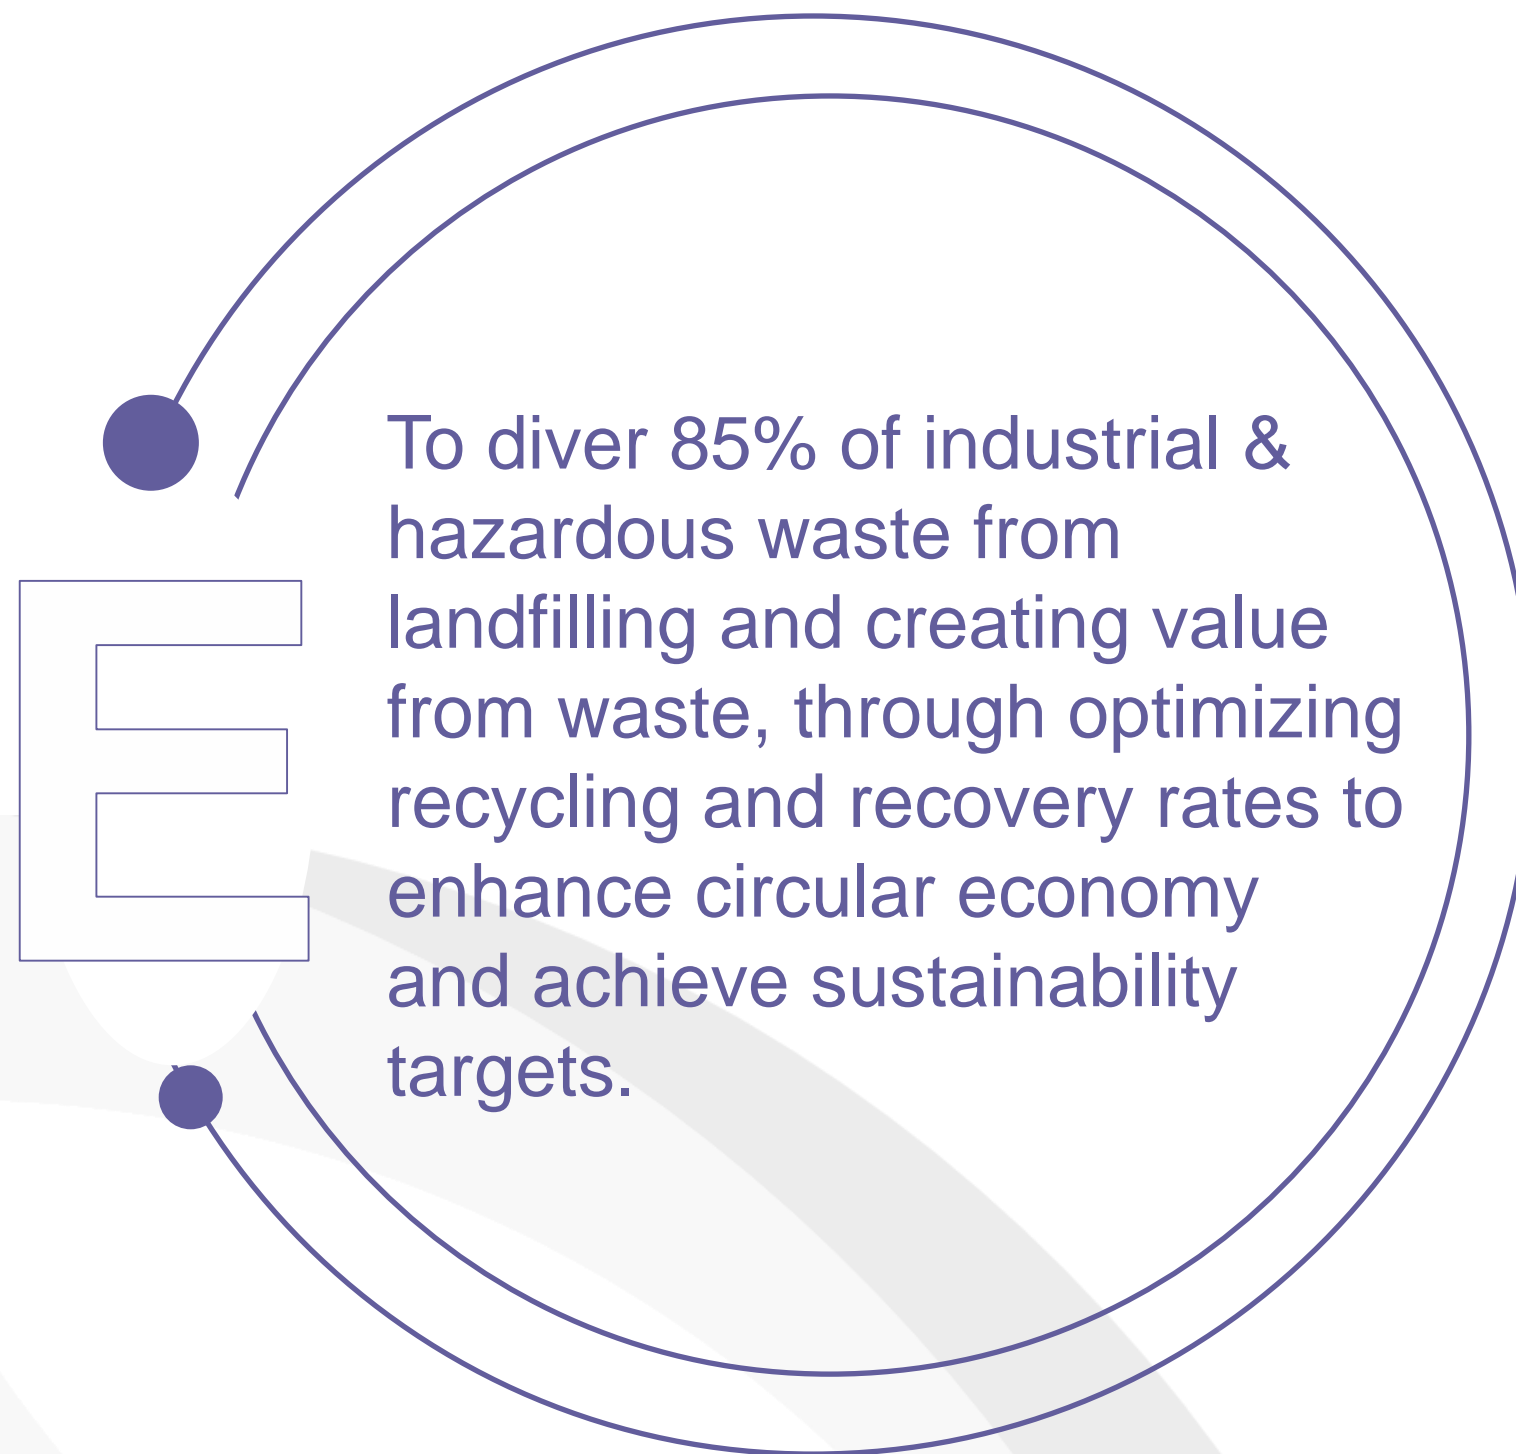 E
To diver 85% of industrial &
hazardous waste from
landfilling and creating value
from waste, through optimizing
recycling and recovery rates to
enhance circular economy
and achieve sustainability
targets.